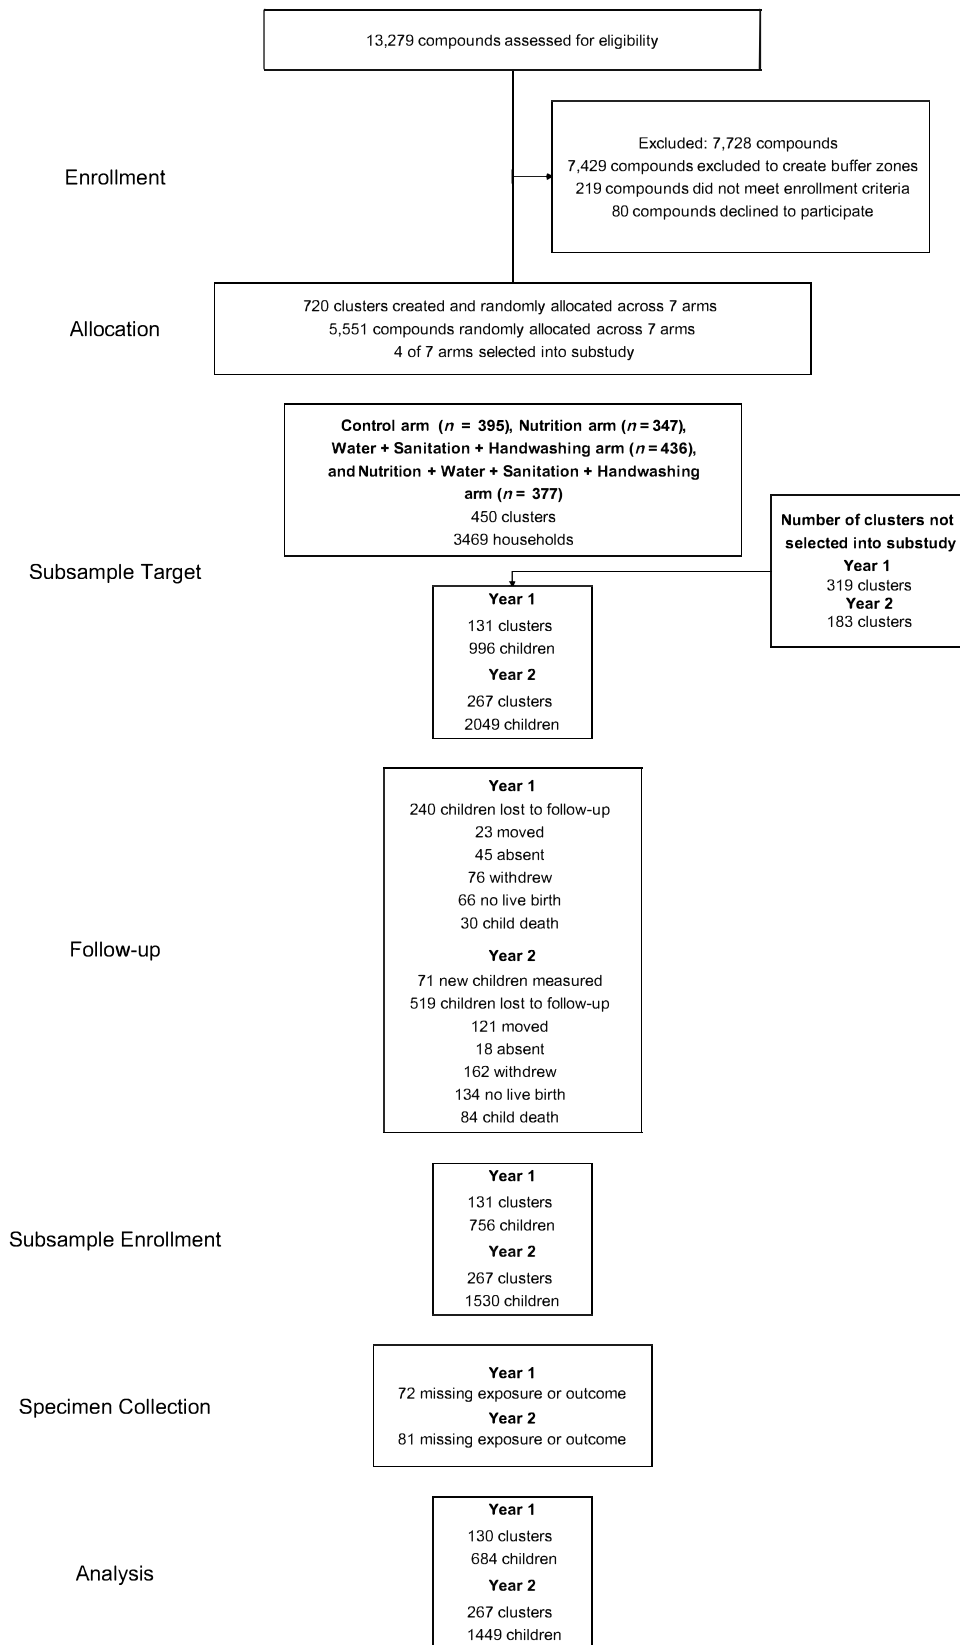 13,279 compounds assessed for eligibility
Enrollment
Excluded: 7,728 compounds
7,429 compounds excluded to create buffer zones
219 compounds did not meet enrollment criteria
80 compounds declined to participate
Allocation
720 clusters created and randomly allocated across 7 arms
5,551 compounds randomly allocated across 7 arms
4 of 7 arms selected into substudy
Subsample Target
Control arm (n = 395), Nutrition arm (n = 347),
Water + Sanitation + Handwashing arm (n = 436),
and Nutrition + Water + Sanitation + Handwashing
arm (n = 377)
450 clusters
3469 households
Number of clusters not
selected into substudy
Year 1
319 clusters
Year 2
183 clusters
Year 1
131 clusters
996 children
Year 2
267 clusters
2049 children
Follow-up
Year 1
240 children lost to follow-up
23 moved
45 absent
76 withdrew
66 no live birth
30 child death
Year 2
71 new children measured
519 children lost to follow-up
121 moved
18 absent
162 withdrew
134 no live birth
84 child death
Subsample Enrollment
Year 1
131 clusters
756 children
Year 2
267 clusters
1530 children
Specimen Collection
Year 1
72 missing exposure or outcome
Year 2
81 missing exposure or outcome
Analysis
Year 1
130 clusters
684 children
Year 2
267 clusters
1449 children